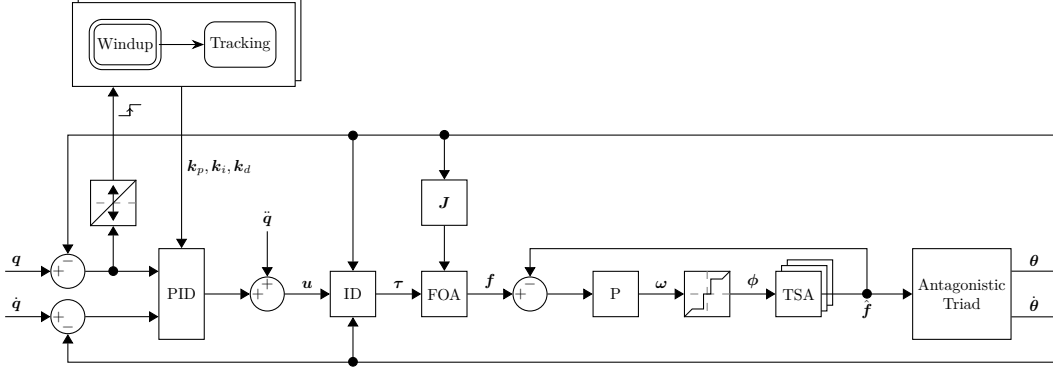 Windup
Tracking
k_p, k_i, k_d
J
q̈
q
θ
PID
u
ID
τ
FOA
f
P
ω
ϕ
TSA
f̂
Antagonistic
Triad
q̇
θ̇
+
−
+
−
+
+
+
−